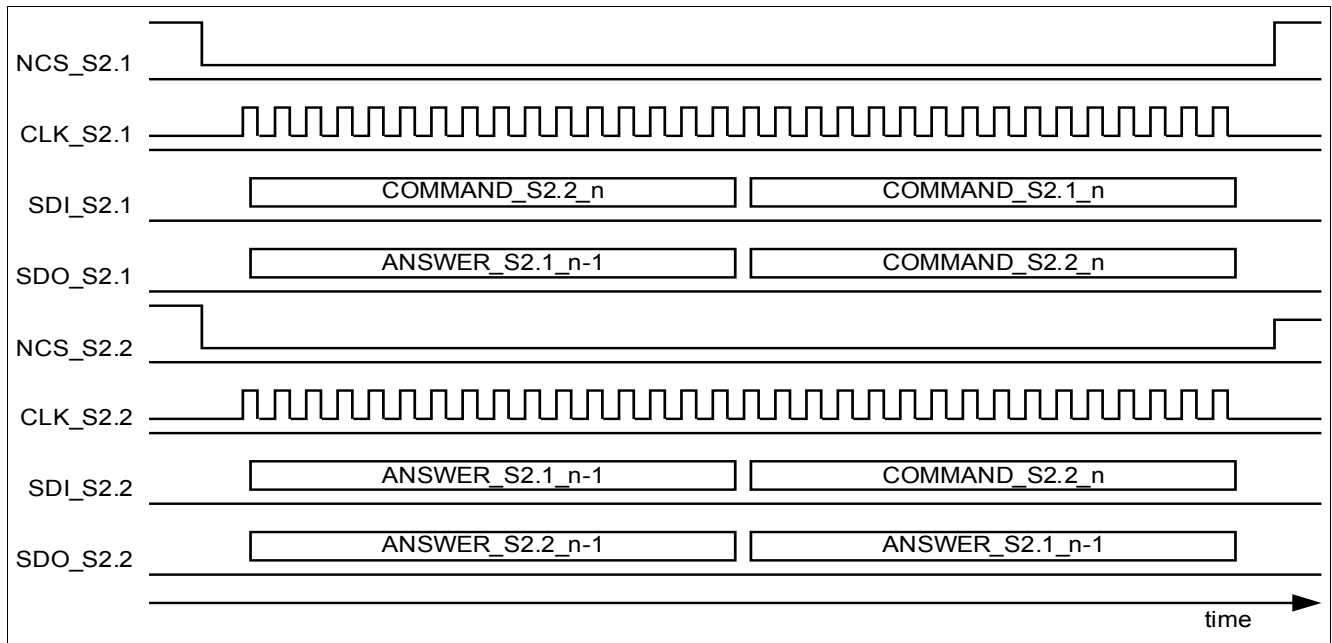 NCS_S2.1
CLK_S2.1
SDI_S2.1 COMMAND_S2.2_n COMMAND_S2.1_n
SDO_S2.1 ANSWER_S2.1_n-1 COMMAND_S2.2_n
NCS_S2.2
CLK_S2.2
SDI_S2.2 ANSWER_S2.1_n-1 COMMAND_S2.2_n
SDO_S2.2 ANSWER_S2.2_n-1 ANSWER_S2.1_n-1
time